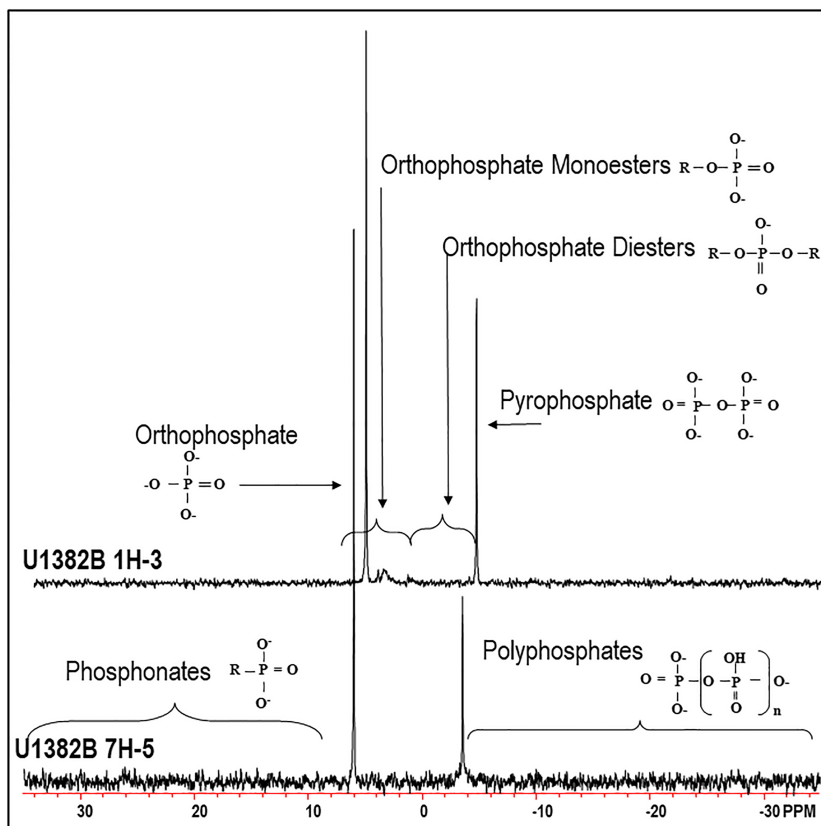 Orthophosphate Monoesters
O-
R-O-P=O
O-
Orthophosphate Diesters
O-
R-O-P-O-R
O
Pyrophosphate
O- O-
O=P-O-P=O
O- O-
Orthophosphate
O-
-O-P=O
O-
U1382B 1H-3
Phosphonates
O-
R-P=O
O-
Polyphosphates
O- OH
O=P-O-P-O-
O- O
n
U1382B 7H-5
30 20 10 0 -10 -20 -30 PPM